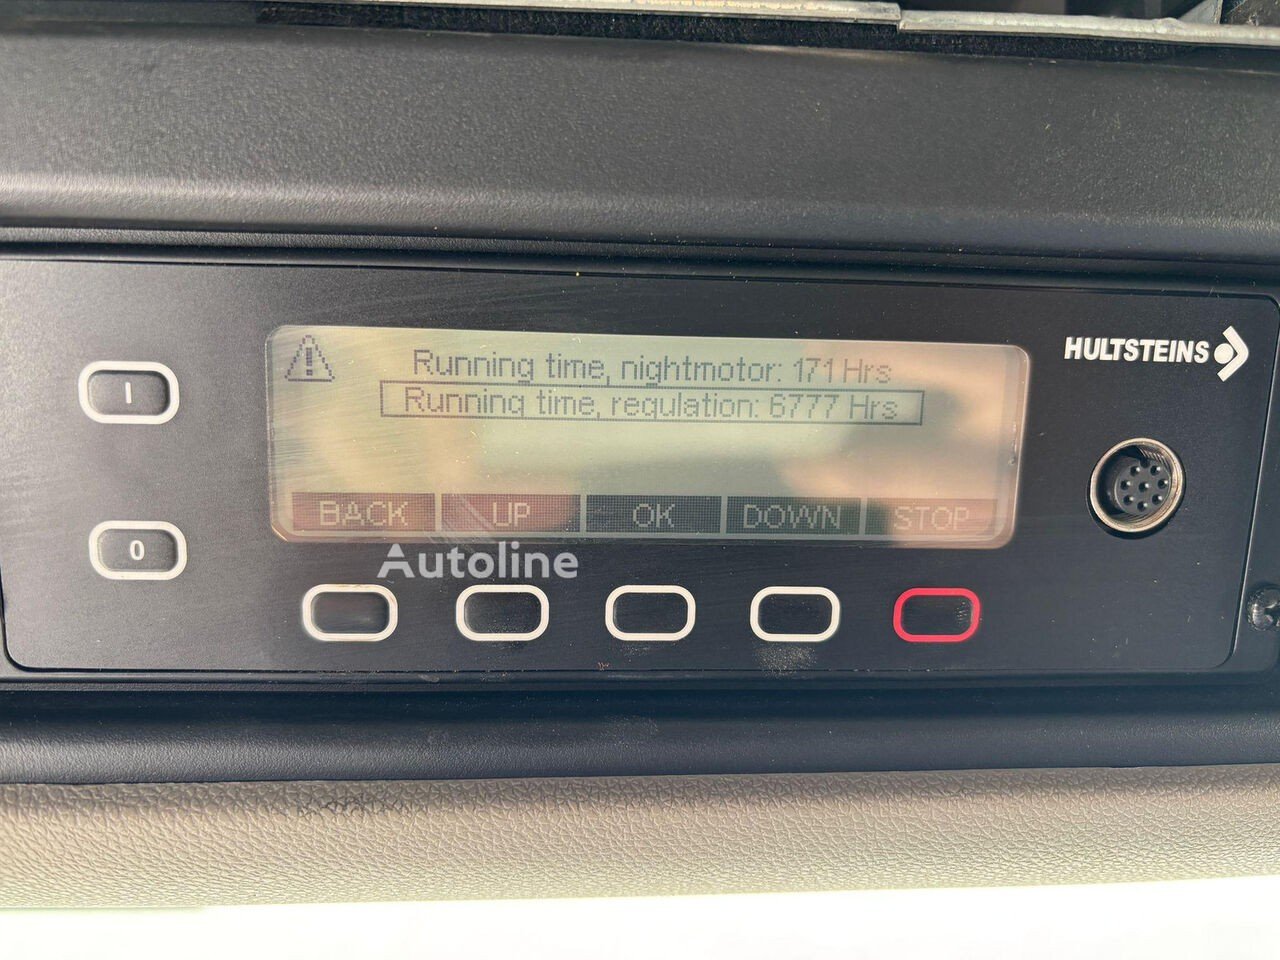 Running time, nightmotor: 171 Hrs
Running time, regulation: 6777 Hrs
BACK UP OK DOWN STOP
HULTSTEINS
I
0
Autoline